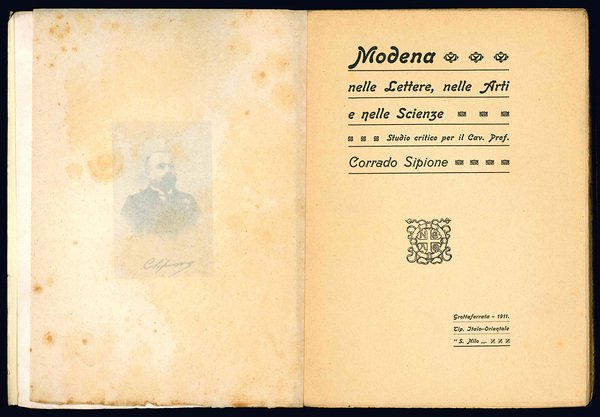 Modena
nelle Lettere, nelle Arti
e nelle Scienze
Studio critico per il Cav. Prof.
Corrado Sipione
Grottaferrata - 1911.
Tip. Italo-Orientale
" S. Nilo „